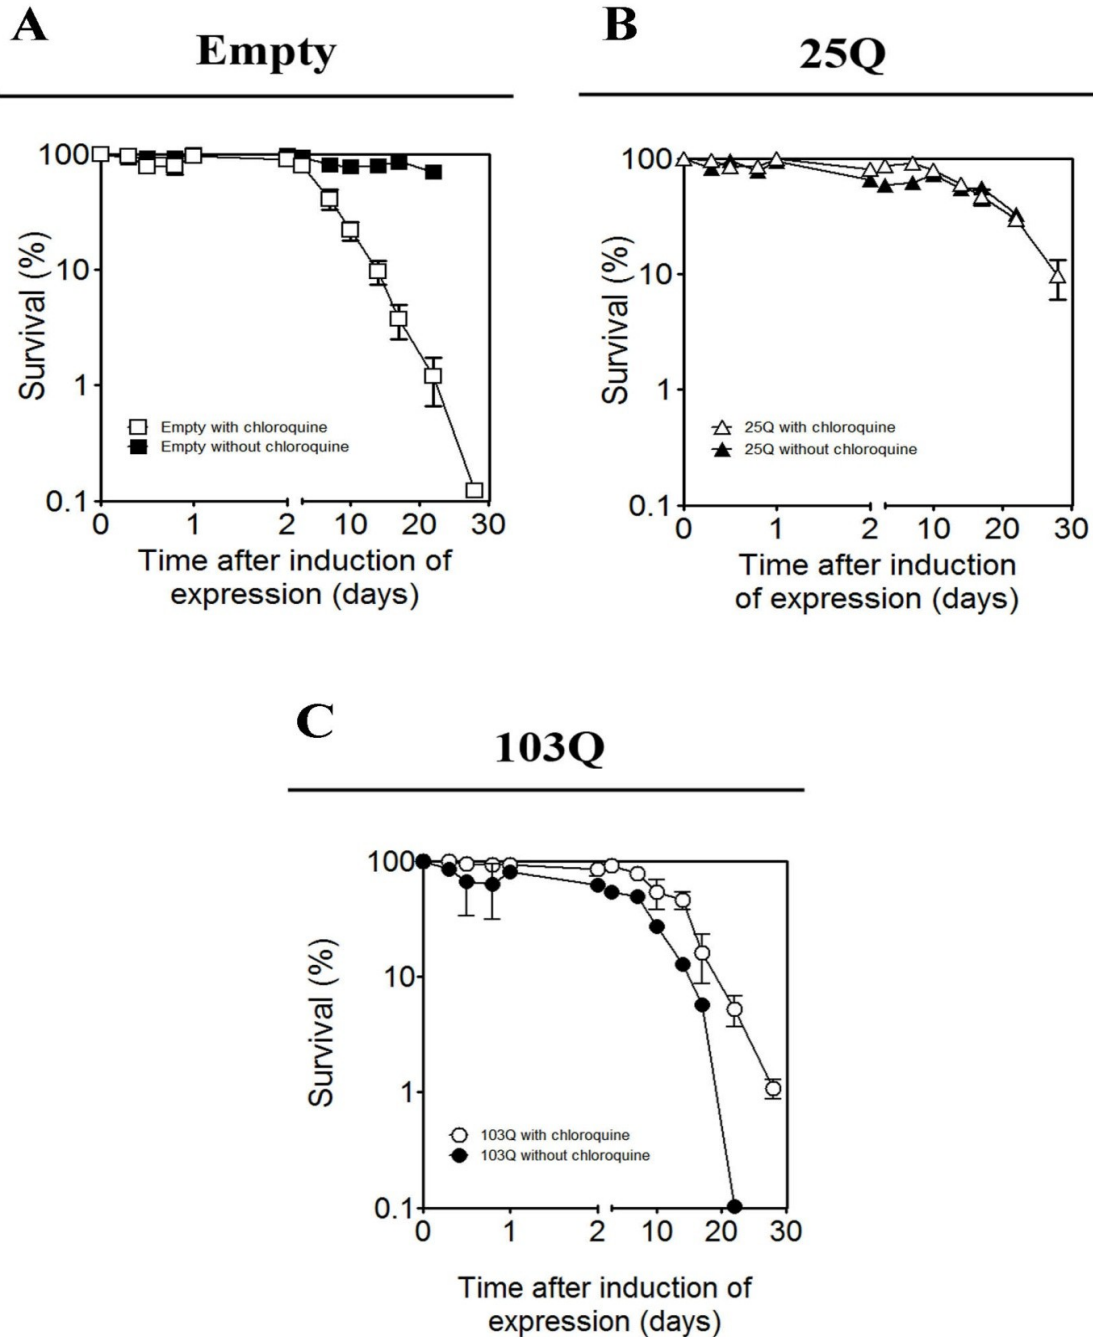 A
Empty
100
10
1
0.1
Survival (%)
Empty with chloroquine
Empty without chloroquine
0 1 2 10 20 30
Time after induction of
expression (days)
B
25Q
100
10
1
0.1
Survival (%)
25Q with chloroquine
25Q without chloroquine
0 1 2 10 20 30
Time after induction
of expression (days)
C
103Q
100
10
1
0.1
Survival (%)
103Q with chloroquine
103Q without chloroquine
0 1 2 10 20 30
Time after induction of
expression (days)